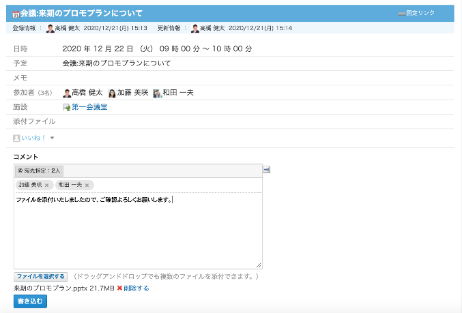 会議:来期のプロモプランについて
固定リンク
登録情報 : 高橋 健太 2020/12/21(月) 15:13 更新情報 : 高橋 健太 2020/12/21(月) 15:14
日時 2020 年 12 月 22 日 (火) 09 時 00 分 ～ 10 時 00 分
予定 会議:来期のプロモプランについて
メモ
参加者 (3名) 高橋 健太 加藤 美咲 和田 一夫
施設 第一会議室
添付ファイル
いいね!
コメント
@ 宛先指定 : 2人
加藤 美咲 × 和田 一夫 ×
ファイルを添付いたしましたので、ご確認よろしくお願いします。
ファイルを選択する (ドラッグアンドドロップでも複数のファイルを添付できます。)
来期のプロモプラン.pptx 21.7MB 削除する
書き込む